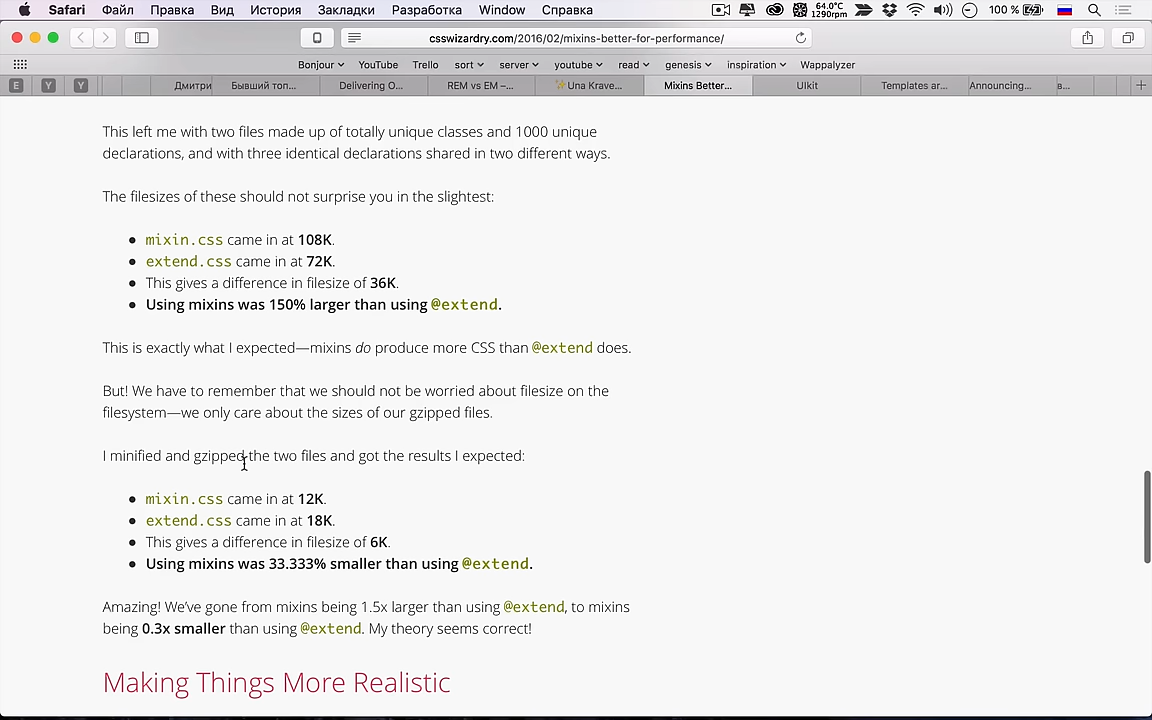 Safari Файл Правка Вид История Закладки Разработка Window Справка 64.0°C 1290rpm 100 %
csswizardry.com/2016/02/mixins-better-for-performance/
Bonjour YouTube Trello sort server youtube read genesis inspiration Wappalyzer
E Y Y Дмитри Бывший топ... Delivering O... REM vs EM –... ✨Una Krave... Mixins Better... UIkit Templates ar... Announcing... в...
This left me with two files made up of totally unique classes and 1000 unique
declarations, and with three identical declarations shared in two different ways.
The filesizes of these should not surprise you in the slightest:
● mixin.css came in at 108K.
● extend.css came in at 72K.
● This gives a difference in filesize of 36K.
● Using mixins was 150% larger than using @extend.
This is exactly what I expected—mixins do produce more CSS than @extend does.
But! We have to remember that we should not be worried about filesize on the
filesystem—we only care about the sizes of our gzipped files.
I minified and gzipped the two files and got the results I expected:
● mixin.css came in at 12K.
● extend.css came in at 18K.
● This gives a difference in filesize of 6K.
● Using mixins was 33.333% smaller than using @extend.
Amazing! We’ve gone from mixins being 1.5x larger than using @extend, to mixins
being 0.3x smaller than using @extend. My theory seems correct!
Making Things More Realistic